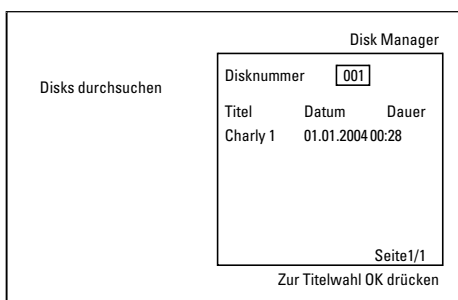 Disk Manager
Disks durchsuchen
Disknummer 001
Titel Datum Dauer
Charly 1 01.01.2004 00:28
Seite1/1
Zur Titelwahl OK drücken